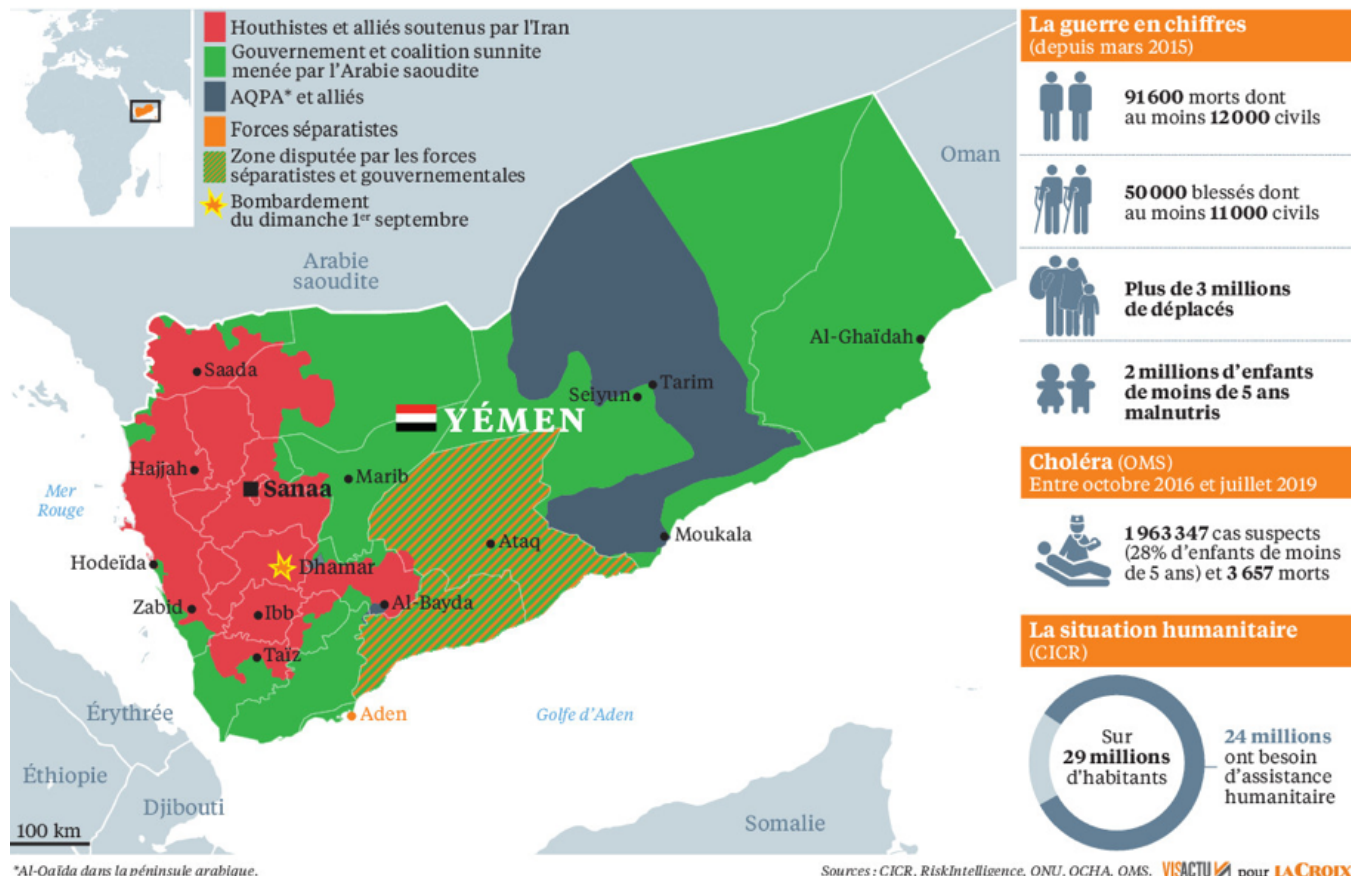 Houthistes et alliés soutenus par l'Iran
Gouvernement et coalition sunnite
menée par l'Arabie saoudite
AQPA* et alliés
Forces séparatistes
Zone disputée par les forces
séparatistes et gouvernementales
Bombardement
du dimanche 1er septembre
Oman
Arabie
saoudite
Al-Ghaïdah
Saada
Tarim
Seiyun
YÉMEN
Hajjah
Marib
Sanaa
Mer
Rouge
Moukala
Ataq
Hodeïda
Dhamar
Zabid
Ibb
Al-Bayda
Taïz
Érythrée
Aden
Golfe d'Aden
Éthiopie
Djibouti
Somalie
100 km
La guerre en chiffres
(depuis mars 2015)
91 600 morts dont
au moins 12 000 civils
50 000 blessés dont
au moins 11 000 civils
Plus de 3 millions
de déplacés
2 millions d'enfants
de moins de 5 ans
malnutris
Choléra (OMS)
Entre octobre 2016 et juillet 2019
1 963 347 cas suspects
(28% d'enfants de moins
de 5 ans) et 3 657 morts
La situation humanitaire
(CICR)
Sur
29 millions
d'habitants
24 millions
ont besoin
d'assistance
humanitaire
*Al-Qaïda dans la péninsule arabique.
Sources : CICR, RiskIntelligence, ONU, OCHA, OMS. VISACTU pour LA CROIX